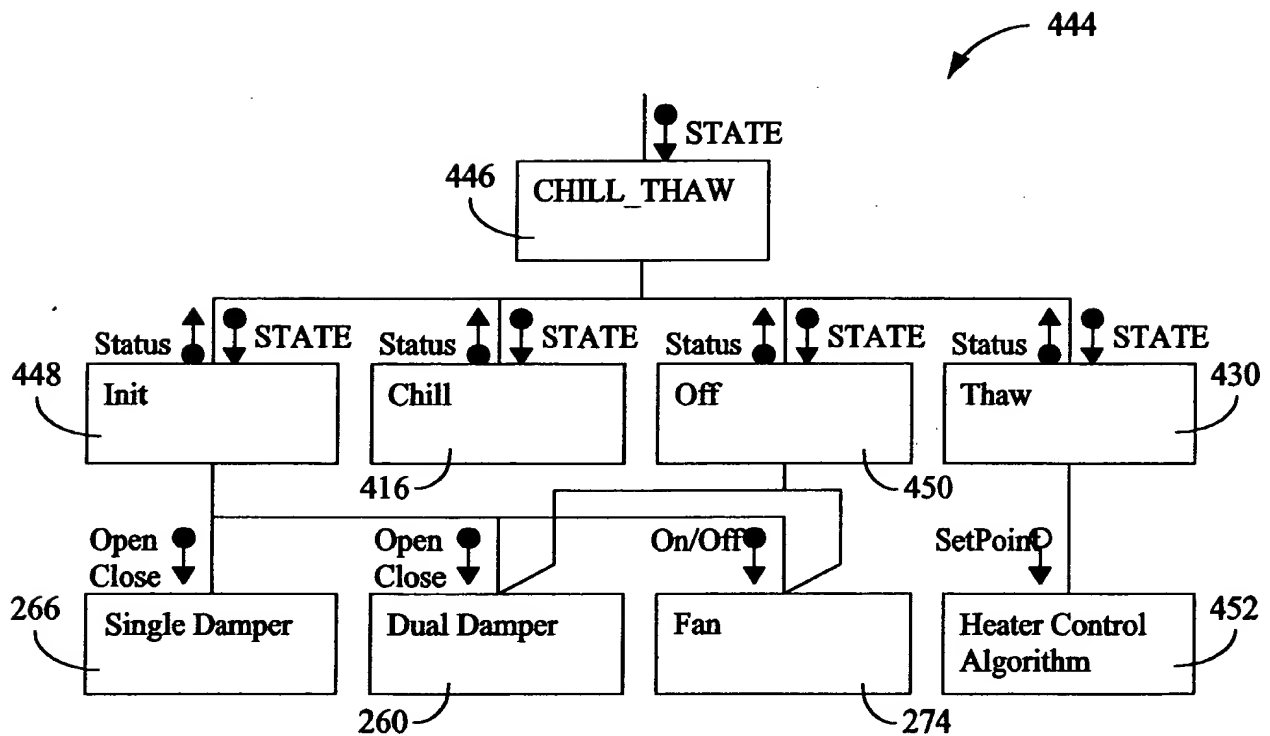 444
STATE
446
CHILL_THAW
Status STATE Status STATE Status STATE Status STATE
448 Init Chill Off Thaw 430
416 450
Open Open On/Off SetPoint
Close Close
266 Single Damper Dual Damper Fan Heater Control 452
Algorithm
260 274